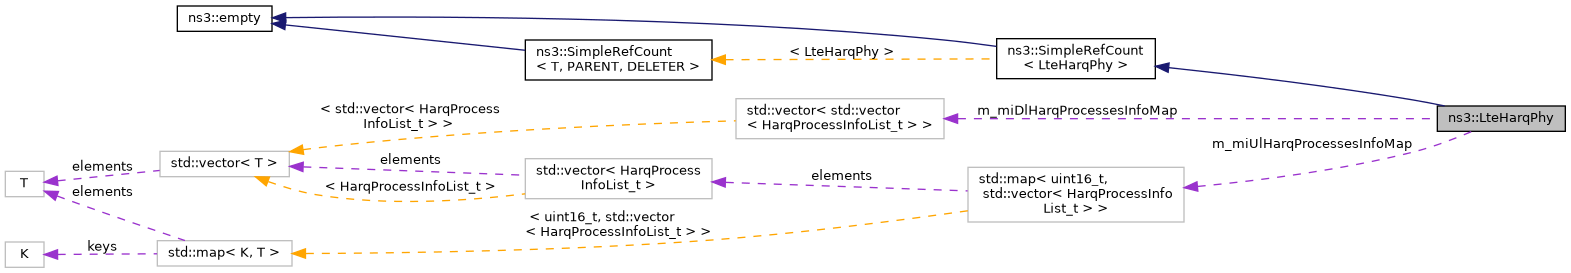 ns3::empty
ns3::SimpleRefCount
< T, PARENT, DELETER >
< LteHarqPhy >
ns3::SimpleRefCount
< LteHarqPhy >
ns3::LteHarqPhy
< std::vector< HarqProcess
InfoList_t > >
std::vector< std::vector
< HarqProcessInfoList_t > >
m_miDlHarqProcessesInfoMap
m_miUlHarqProcessesInfoMap
T
elements
elements
std::vector< T >
elements
< HarqProcessInfoList_t >
std::vector< HarqProcess
InfoList_t >
elements
std::map< uint16_t,
std::vector< HarqProcessInfo
List_t > >
< uint16_t, std::vector
< HarqProcessInfoList_t > >
K
keys
std::map< K, T >